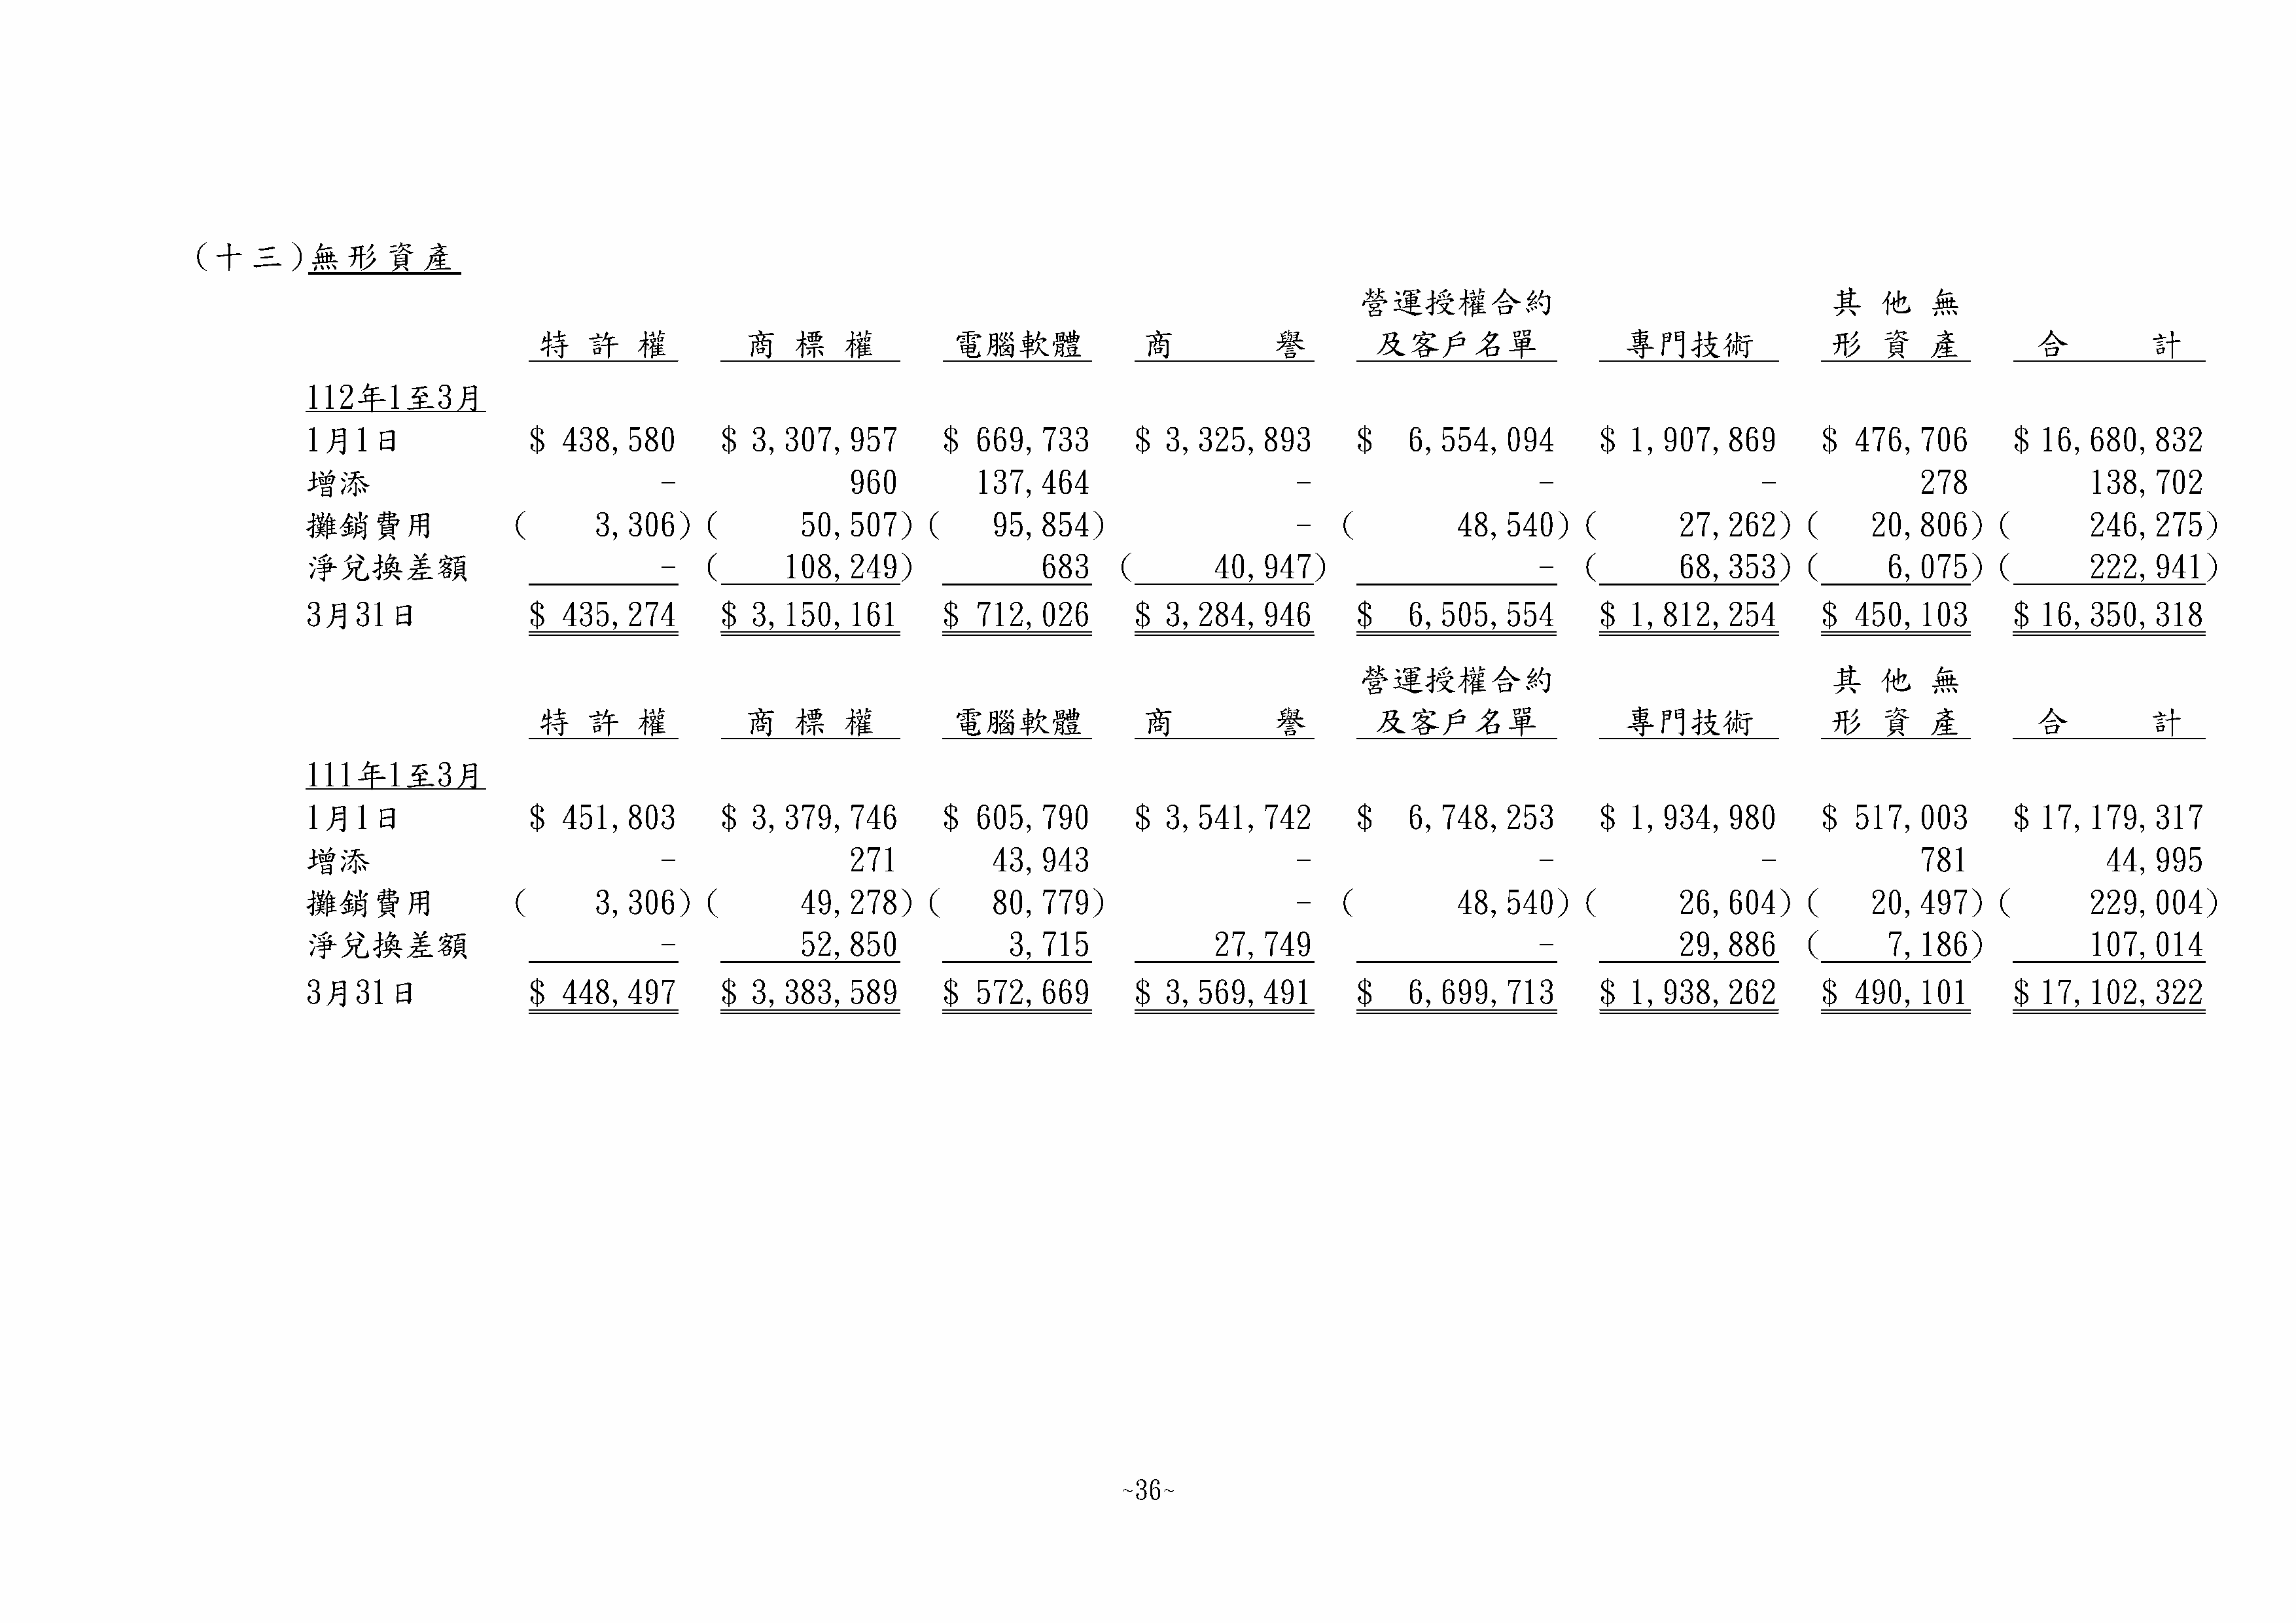 (十三)無形資產
營運授權合約 其他無
特許權 商標權 電腦軟體 商譽 及客戶名單 專門技術 形資產 合計
112年1至3月
1月1日 $ 438,580 $ 3,307,957 $ 669,733 $ 3,325,893 $ 6,554,094 $ 1,907,869 $ 476,706 $ 16,680,832
增添 - 960 137,464 - - - 278 138,702
攤銷費用 ( 3,306) ( 50,507) ( 95,854) - ( 48,540) ( 27,262) ( 20,806) ( 246,275)
淨兌換差額 - ( 108,249) 683 ( 40,947) - ( 68,353) ( 6,075) ( 222,941)
3月31日 $ 435,274 $ 3,150,161 $ 712,026 $ 3,284,946 $ 6,505,554 $ 1,812,254 $ 450,103 $ 16,350,318
營運授權合約 其他無
特許權 商標權 電腦軟體 商譽 及客戶名單 專門技術 形資產 合計
111年1至3月
1月1日 $ 451,803 $ 3,379,746 $ 605,790 $ 3,541,742 $ 6,748,253 $ 1,934,980 $ 517,003 $ 17,179,317
增添 - 271 43,943 - - - 781 44,995
攤銷費用 ( 3,306) ( 49,278) ( 80,779) - ( 48,540) ( 26,604) ( 20,497) ( 229,004)
淨兌換差額 - 52,850 3,715 27,749 - 29,886 ( 7,186) 107,014
3月31日 $ 448,497 $ 3,383,589 $ 572,669 $ 3,569,491 $ 6,699,713 $ 1,938,262 $ 490,101 $ 17,102,322
~36~